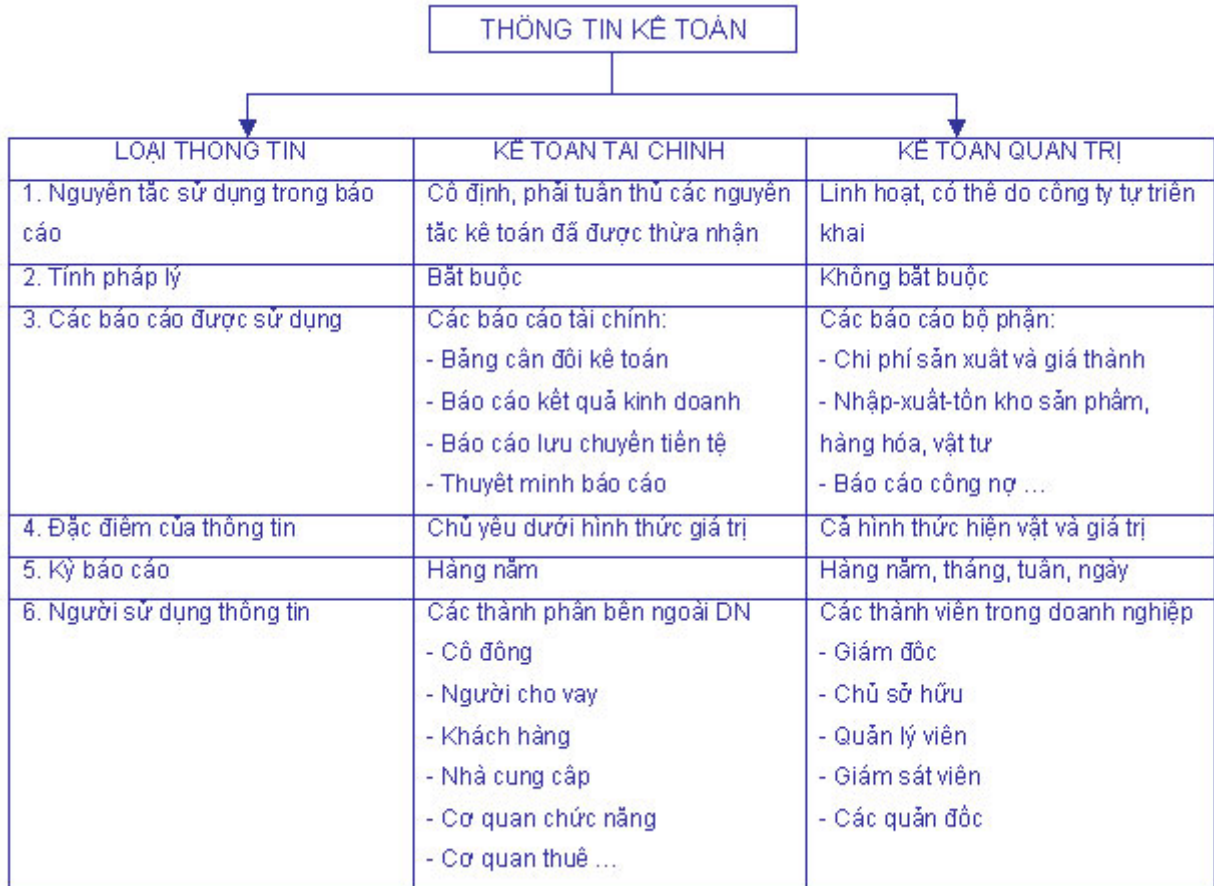 THÔNG TIN KẾ TOÁN
LOẠI THÔNG TIN
KẾ TOÁN TÀI CHÍNH
KẾ TOÁN QUẢN TRỊ
1. Nguyên tắc sử dụng trong báo
cáo
Cố định, phải tuân thủ các nguyên
tắc kế toán đã được thừa nhận
Linh hoạt, có thể do công ty tự triển
khai
2. Tính pháp lý
Bắt buộc
Không bắt buộc
3. Các báo cáo được sử dụng
Các báo cáo tài chính:
- Bảng cân đối kế toán
- Báo cáo kết quả kinh doanh
- Báo cáo lưu chuyển tiền tệ
- Thuyết minh báo cáo
Các báo cáo bộ phận:
- Chi phí sản xuất và giá thành
- Nhập-xuất-tồn kho sản phẩm,
hàng hóa, vật tư
- Báo cáo công nợ ...
4. Đặc điểm của thông tin
Chủ yếu dưới hình thức giá trị
Cả hình thức hiện vật và giá trị
5. Kỳ báo cáo
Hàng năm
Hàng năm, tháng, tuần, ngày
6. Người sử dụng thông tin
Các thành phần bên ngoài DN
- Cổ đông
- Người cho vay
- Khách hàng
- Nhà cung cấp
- Cơ quan chức năng
- Cơ quan thuế ...
Các thành viên trong doanh nghiệp
- Giám đốc
- Chủ sở hữu
- Quản lý viên
- Giám sát viên
- Các quản đốc